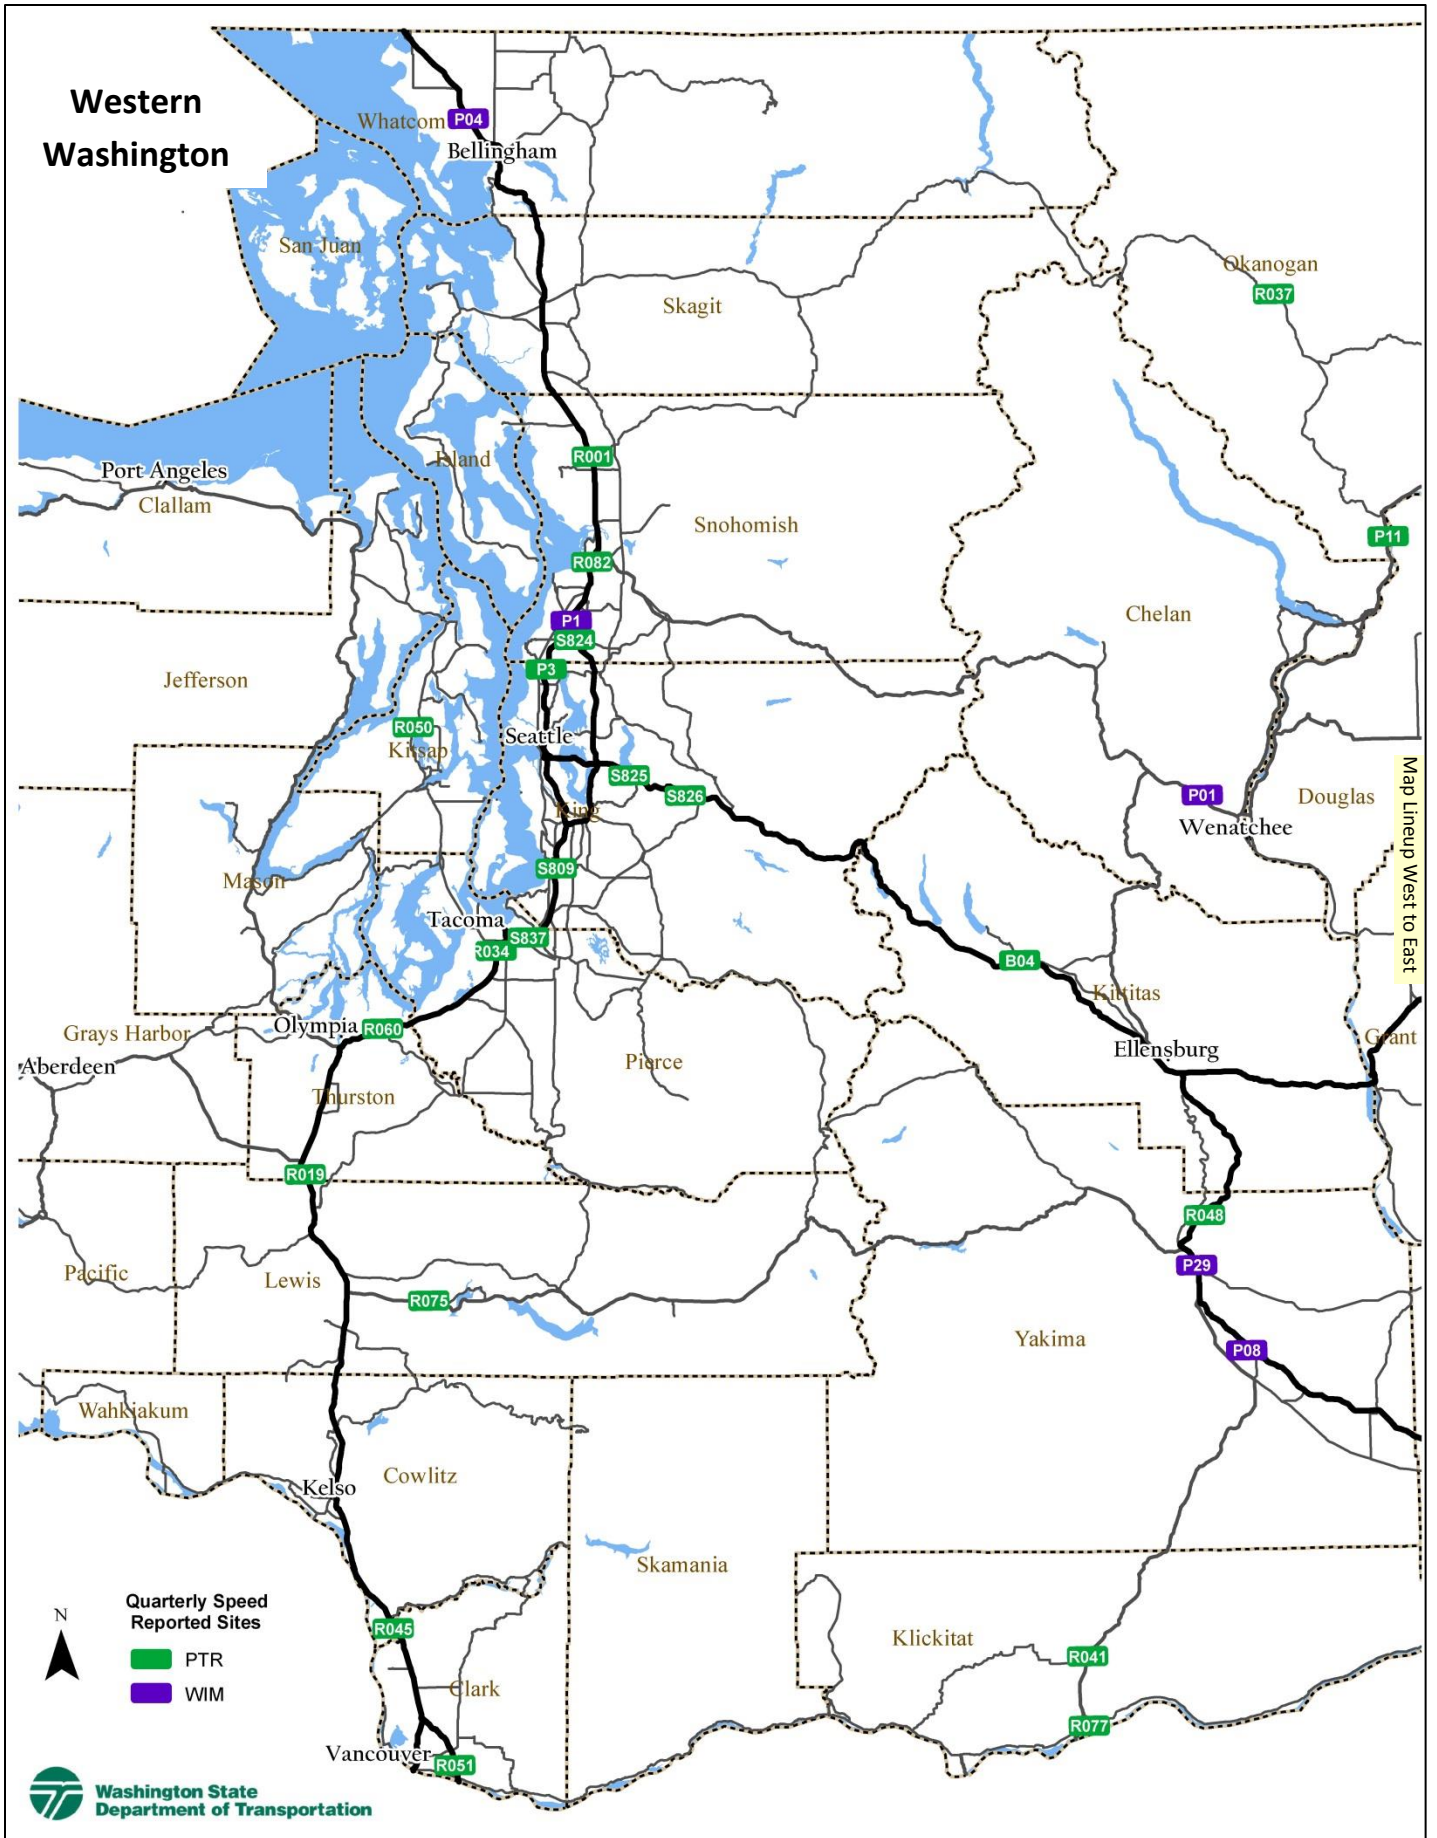 Western
Washington
Whatcom
P04
Bellingham
San Juan
Skagit
Okanogan
R037
Island
R001
Port Angeles
Clallam
Snohomish
P11
R082
P1
S824
Chelan
P3
Jefferson
R050
Kitsap
Seattle
S825
S826
P01
Douglas
Map Lineup West to East
King
Wenatchee
S809
Mason
Tacoma
S837
R034
B04
Kittitas
Olympia
R060
Grays Harbor
Grant
Ellensburg
Aberdeen
Pierce
Thurston
R019
R048
Pacific
Lewis
P29
R075
Yakima
P08
Wahkiakum
Cowlitz
Kelso
Skamania
Quarterly Speed
Reported Sites
N
PTR
WIM
R045
Klickitat
R041
Clark
R077
Vancouver
R051
Washington State
Department of Transportation